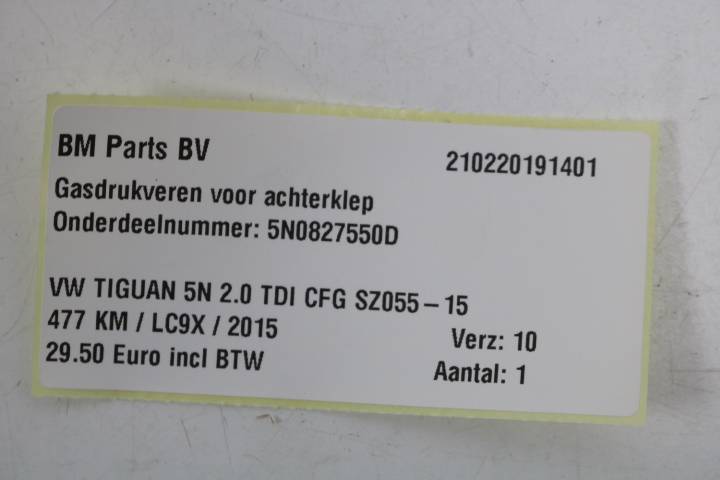 BM Parts BV 210220191401
Gasdrukveren voor achterklep
Onderdeelnummer: 5N0827550D
VW TIGUAN 5N 2.0 TDI CFG SZ055-15
477 KM / LC9X / 2015 Verz: 10
29.50 Euro incl BTW Aantal: 1